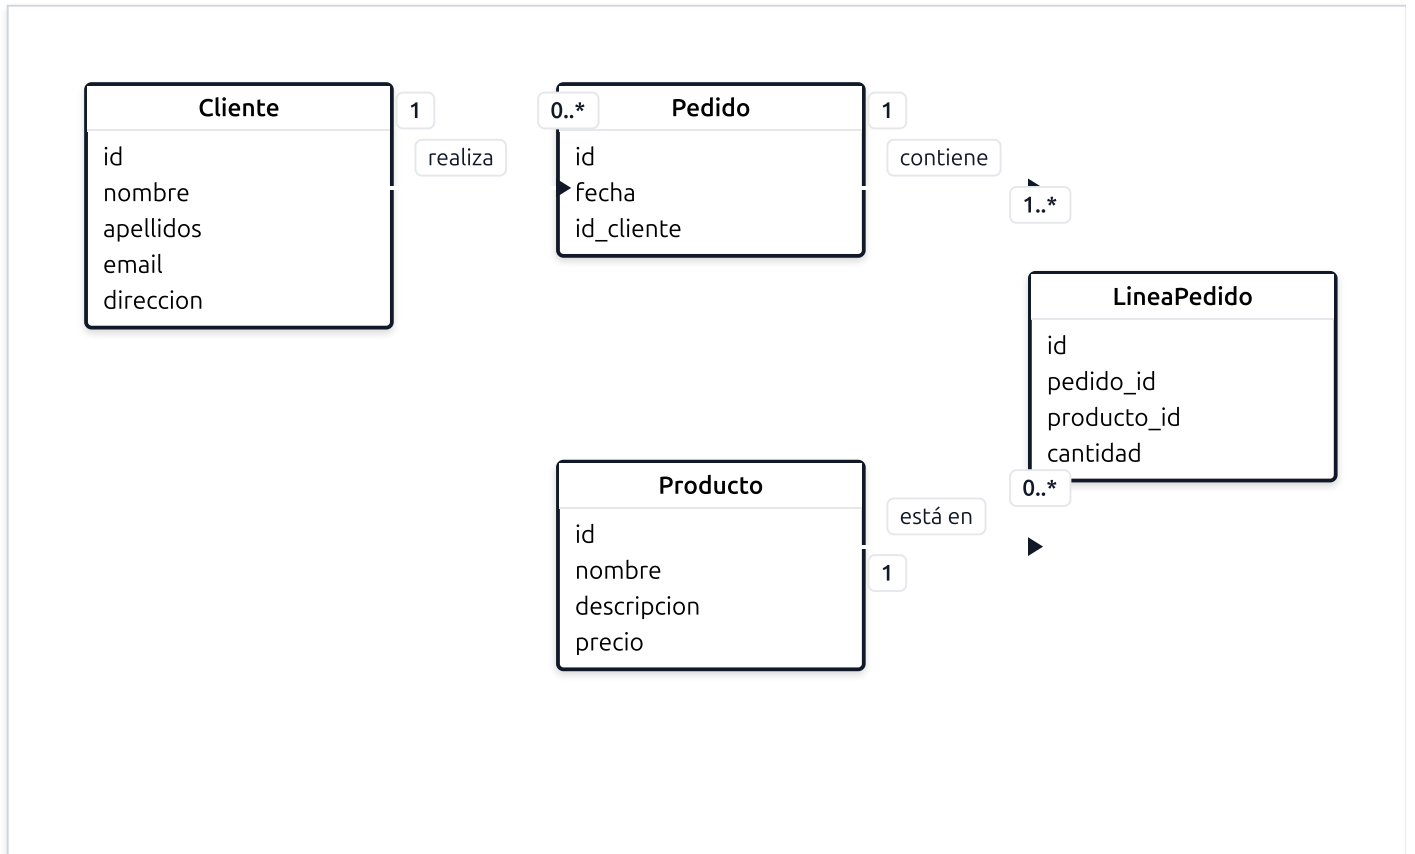 Cliente
id
nombre
apellidos
email
direccion
1
realiza
0..*
Pedido
id
fecha
id_cliente
1
contiene
1..*
LineaPedido
id
pedido_id
producto_id
cantidad
0..*
Producto
id
nombre
descripcion
precio
está en
1